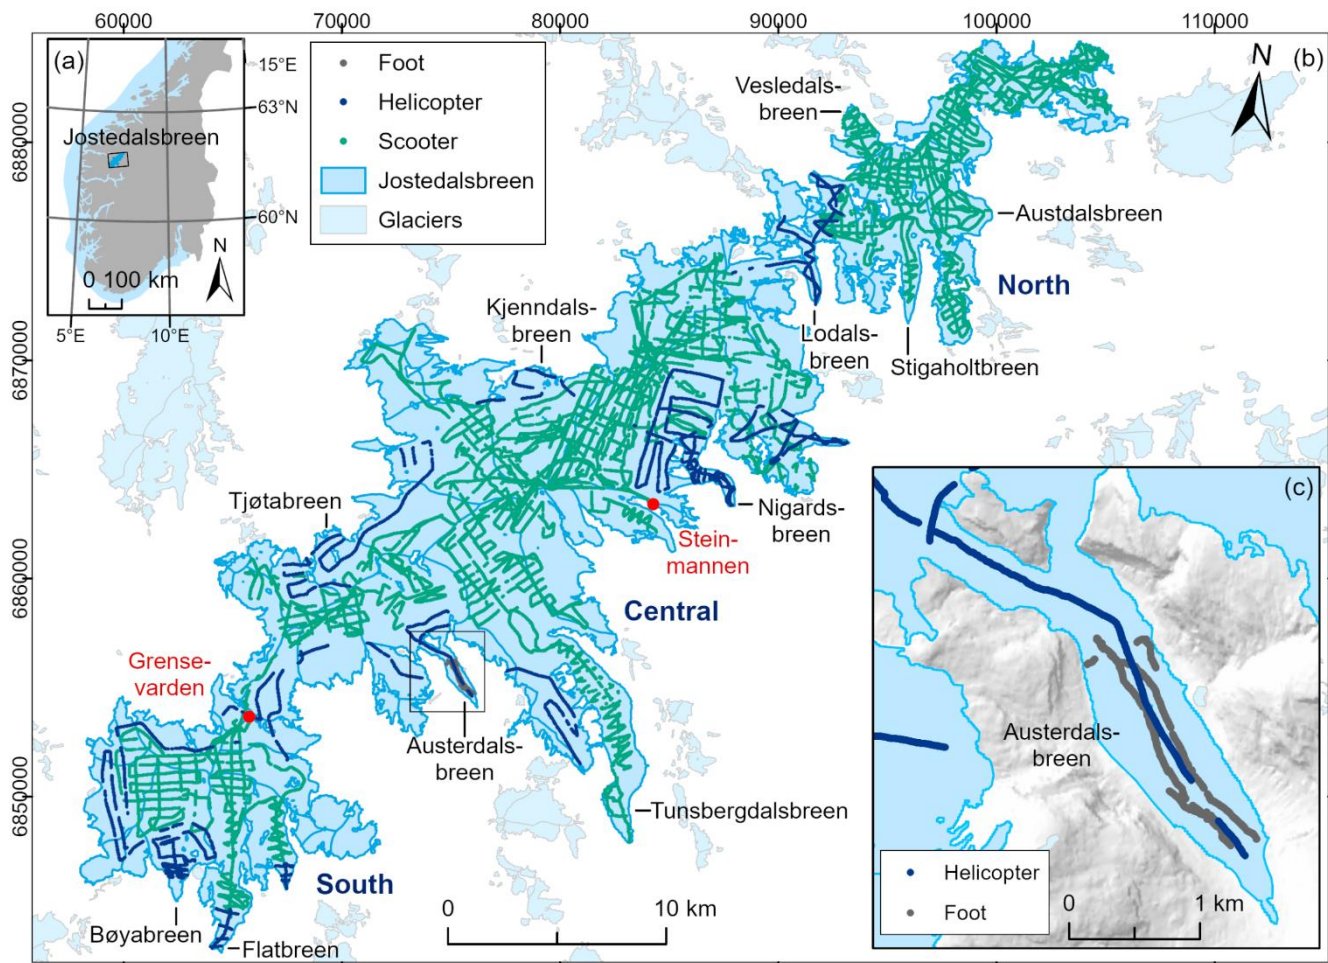 60000
70000
80000
90000
100000
110000
(a)
15°E
63°N
Jostedalsbreen
60°N
N
0 100 km
5°E
10°E
Foot
Helicopter
Scooter
Jostedalsbreen
Glaciers
(b)
N
Vesledals-
breen
Austdalsbreen
North
Kjenndals-
breen
Lodals-
breen
Stigaholtbreen
6880000
6870000
6860000
6850000
Tjøtabreen
Nigards-
breen
Stein-
mannen
Central
Grense-
varden
Austerdals-
breen
Tunsbergdalsbreen
South
Bøyabreen
Flatbreen
0
10 km
(c)
Austerdals-
breen
Helicopter
Foot
0
1 km